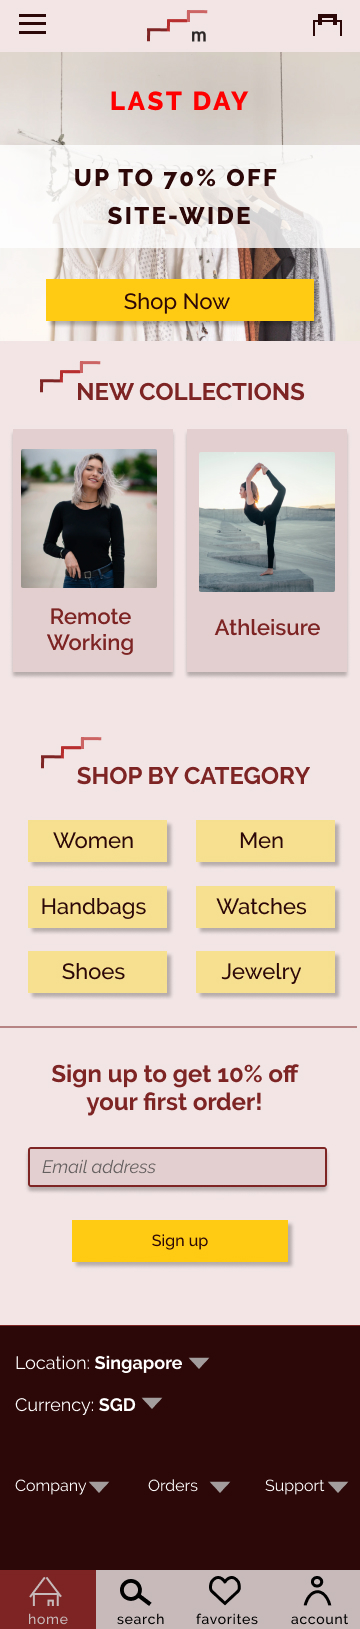 m
LAST DAY
UP TO 70% OFF
SITE-WIDE
Shop Now
NEW COLLECTIONS
Remote
Working
Athleisure
SHOP BY CATEGORY
Women
Men
Handbags
Watches
Shoes
Jewelry
Sign up to get 10% off
your first order!
Email address
Sign up
Location: Singapore
Currency: SGD
Company
Orders
Support
home
search
favorites
account